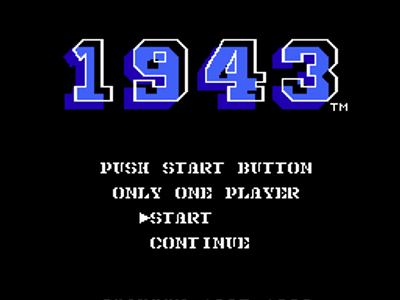 1943
TM
PUSH START BUTTON
ONLY ONE PLAYER
▶START
CONTINUE